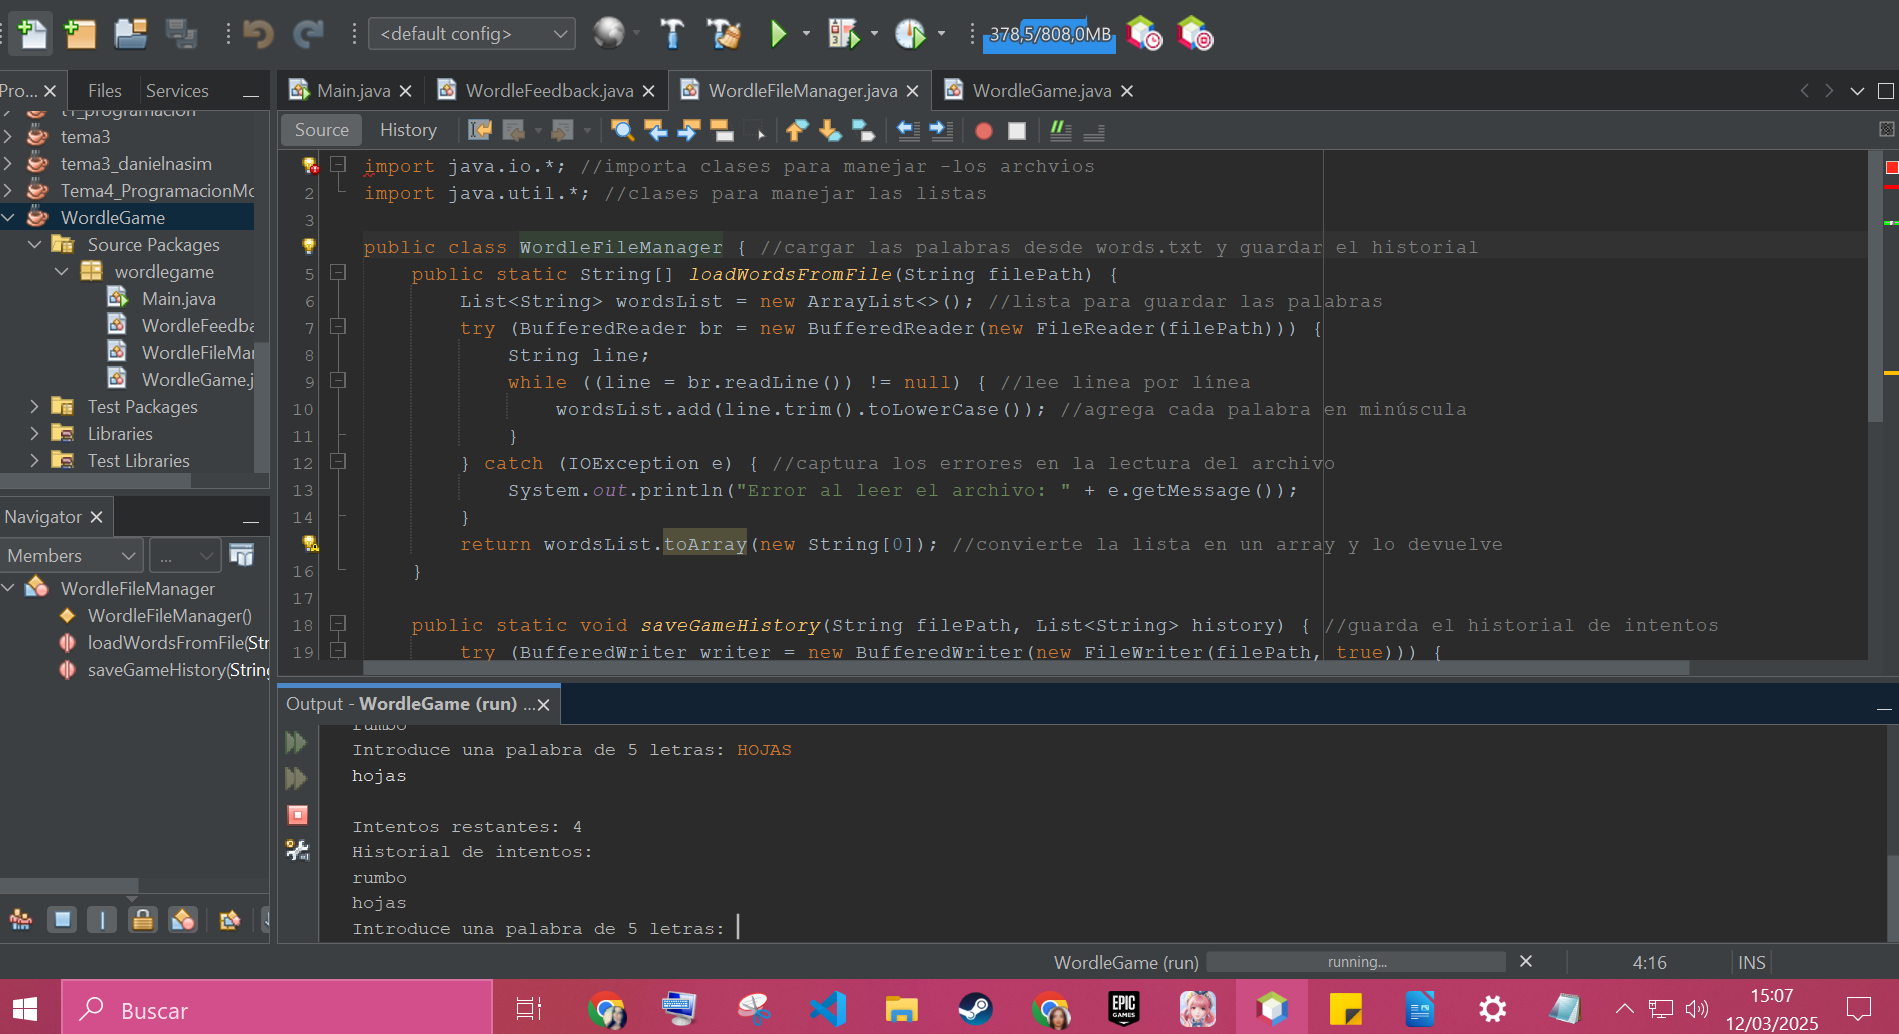 <default config>
378,5/808,0MB
Pro...
Files
Services
Main.java
WordleFeedback.java
WordleFileManager.java
WordleGame.java
Source
History
t1_programacion
tema3
tema3_danielnasim
Tema4_ProgramacionMo
WordleGame
Source Packages
wordlegame
Main.java
WordleFeedba
WordleFileMa
WordleGame.j
Test Packages
Libraries
Test Libraries
import java.io.*; //importa clases para manejar -los archvios
2 import java.util.*; //clases para manejar las listas
3
public class WordleFileManager { //cargar las palabras desde words.txt y guardar el historial
5 public static String[] loadWordsFromFile(String filePath) {
6 List<String> wordsList = new ArrayList<>(); //lista para guardar las palabras
7 try (BufferedReader br = new BufferedReader(new FileReader(filePath))) {
8 String line;
9 while ((line = br.readLine()) != null) { //lee linea por línea
10 wordsList.add(line.trim().toLowerCase()); //agrega cada palabra en minúscula
11 }
12 } catch (IOException e) { //captura los errores en la lectura del archivo
13 System.out.println("Error al leer el archivo: " + e.getMessage());
14 }
return wordsList.toArray(new String[0]); //convierte la lista en un array y lo devuelve
16 }
17
18 public static void saveGameHistory(String filePath, List<String> history) { //guarda el historial de intentos
19 try (BufferedWriter writer = new BufferedWriter(new FileWriter(filePath, true))) {
Navigator
Members
...
WordleFileManager
WordleFileManager()
loadWordsFromFile(Str
saveGameHistory(String
Output - WordleGame (run) ...
rumbo
Introduce una palabra de 5 letras: HOJAS
hojas
Intentos restantes: 4
Historial de intentos:
rumbo
hojas
Introduce una palabra de 5 letras:
WordleGame (run)
running...
4:16
INS
Buscar
EPIC
GAMES
15:07
12/03/2025